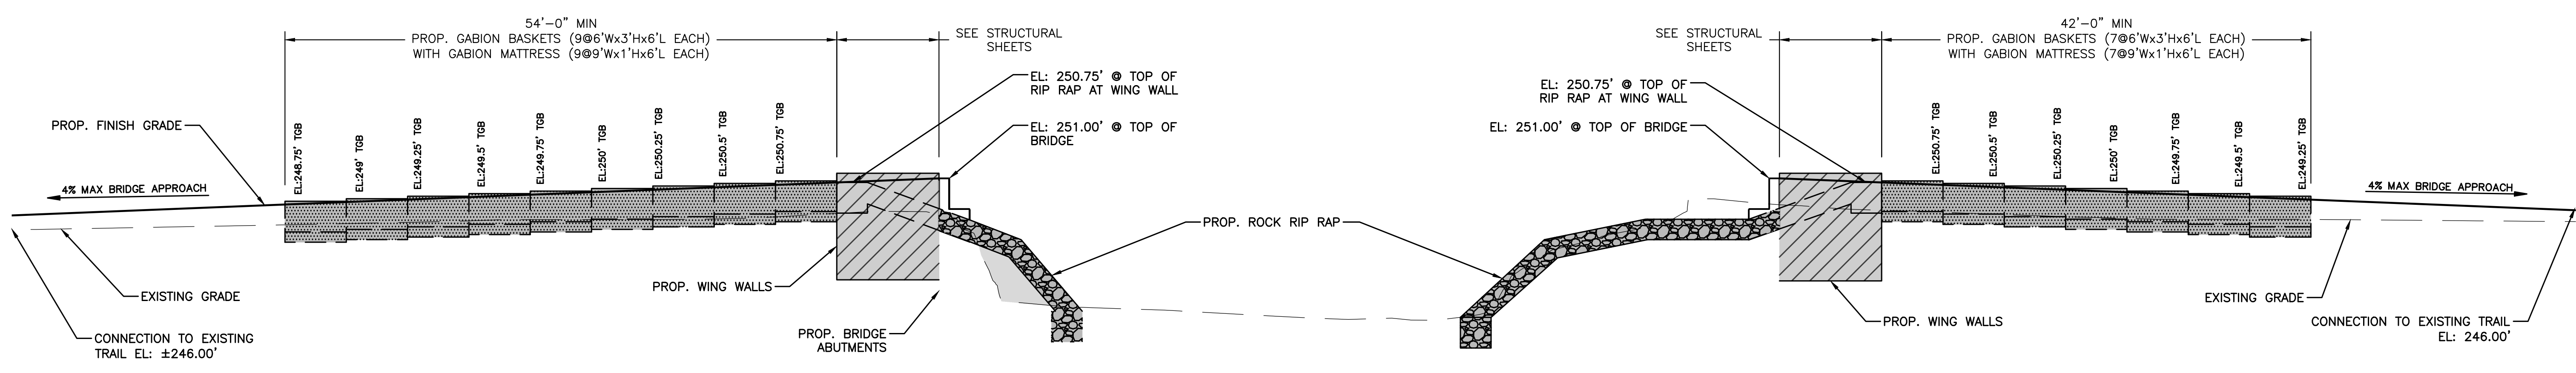 54'-0" MIN
PROP. GABION BASKETS (9@6'Wx3'Hx6'L EACH)
WITH GABION MATTRESS (9@9'Wx1'Hx6'L EACH)
SEE STRUCTURAL
SHEETS
EL: 250.75' @ TOP OF
RIP RAP AT WING WALL
EL: 251.00' @ TOP OF
BRIDGE
PROP. FINISH GRADE
4% MAX BRIDGE APPROACH
EL:248.75' TGB
EL:249' TGB
EL:249.25' TGB
EL:249.5' TGB
EL:249.75' TGB
EL:250' TGB
EL:250.25' TGB
EL:250.5' TGB
EL:250.75' TGB
EXISTING GRADE
CONNECTION TO EXISTING
TRAIL EL: ±246.00'
PROP. WING WALLS
PROP. BRIDGE
ABUTMENTS
PROP. ROCK RIP RAP
SEE STRUCTURAL
SHEETS
42'-0" MIN
PROP. GABION BASKETS (7@6'Wx3'Hx6'L EACH)
WITH GABION MATTRESS (7@9'Wx1'Hx6'L EACH)
EL: 250.75' @ TOP OF
RIP RAP AT WING WALL
EL: 251.00' @ TOP OF BRIDGE
EL:250.75' TGB
EL:250.5' TGB
EL:250.25' TGB
EL:250' TGB
EL:249.75' TGB
EL:249.5' TGB
EL:249.25' TGB
4% MAX BRIDGE APPROACH
PROP. WING WALLS
EXISTING GRADE
CONNECTION TO EXISTING TRAIL
EL: 246.00'